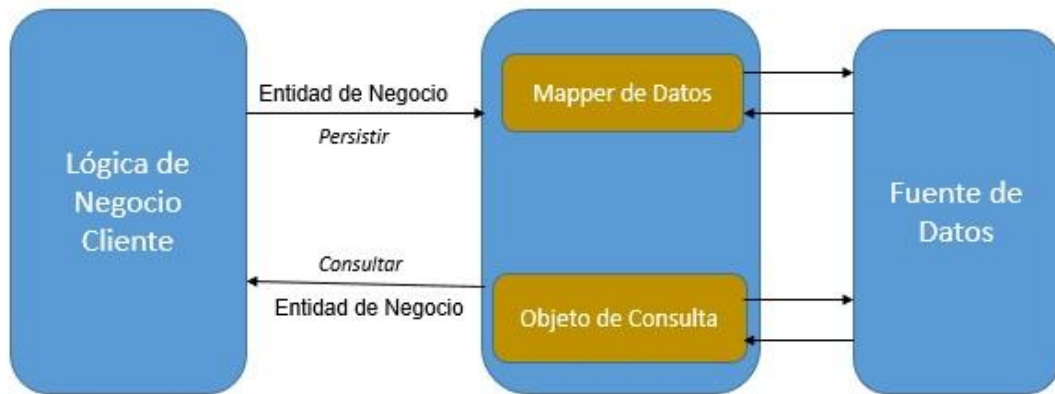 Lógica de
Negocio
Cliente
Entidad de Negocio
Persistir
Consultar
Entidad de Negocio
Mapper de Datos
Objeto de Consulta
Fuente de
Datos